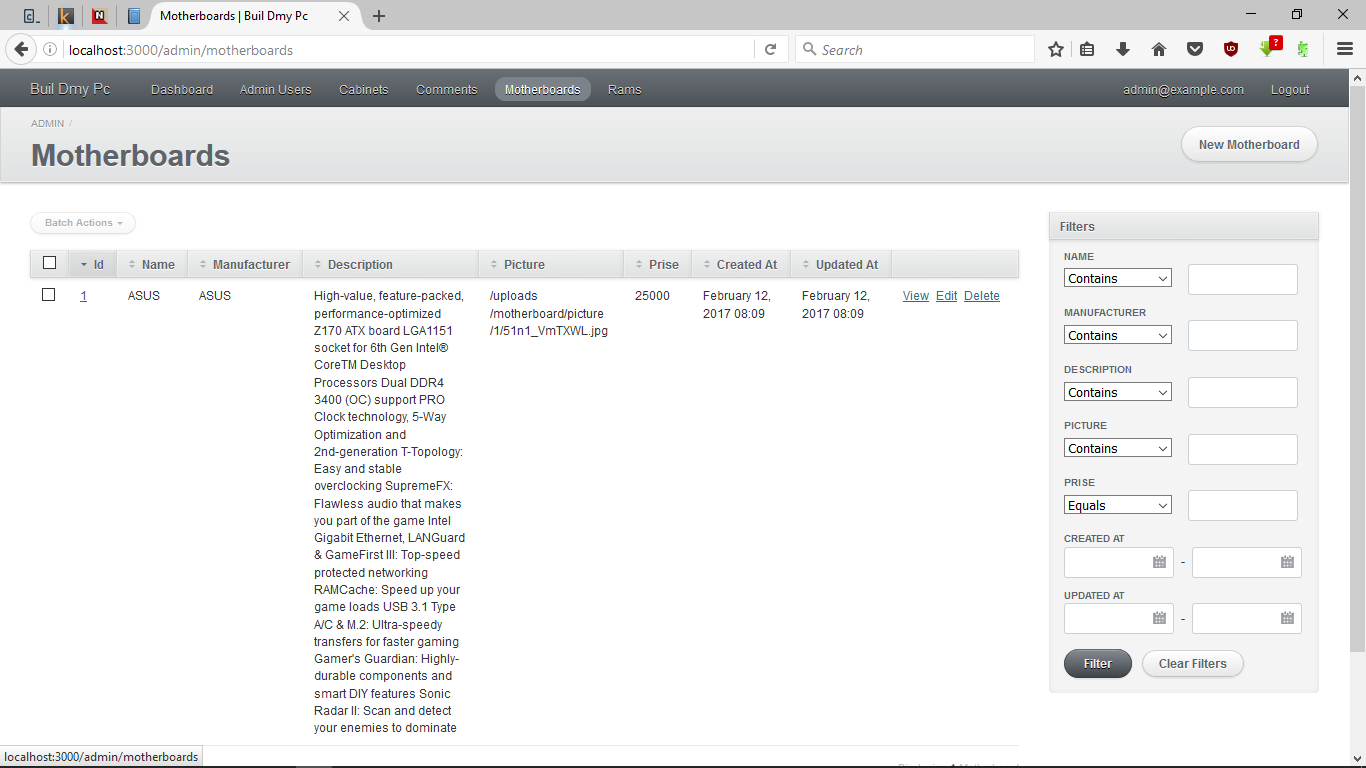 Motherboards | Buil Dmy Pc
localhost:3000/admin/motherboards
Search
Buil Dmy Pc Dashboard Admin Users Cabinets Comments Motherboards Rams admin@example.com Logout
ADMIN /
Motherboards
New Motherboard
Batch Actions
Id Name Manufacturer Description Picture Prise Created At Updated At
1 ASUS ASUS
High-value, feature-packed,
performance-optimized
Z170 ATX board LGA1151
socket for 6th Gen Intel®
CoreTM Desktop
Processors Dual DDR4
3400 (OC) support PRO
Clock technology, 5-Way
Optimization and
2nd-generation T-Topology:
Easy and stable
overclocking SupremeFX:
Flawless audio that makes
you part of the game Intel
Gigabit Ethernet, LANGuard
& GameFirst III: Top-speed
protected networking
RAMCache: Speed up your
game loads USB 3.1 Type
A/C & M.2: Ultra-speedy
transfers for faster gaming
Gamer's Guardian: Highly-
durable components and
smart DIY features Sonic
Radar II: Scan and detect
your enemies to dominate
/uploads
/motherboard/picture
/1/51n1_VmTXWL.jpg
25000
February 12,
2017 08:09
February 12,
2017 08:09
View Edit Delete
Filters
NAME
Contains
MANUFACTURER
Contains
DESCRIPTION
Contains
PICTURE
Contains
PRISE
Equals
CREATED AT
-
UPDATED AT
-
Filter Clear Filters
localhost:3000/admin/motherboards